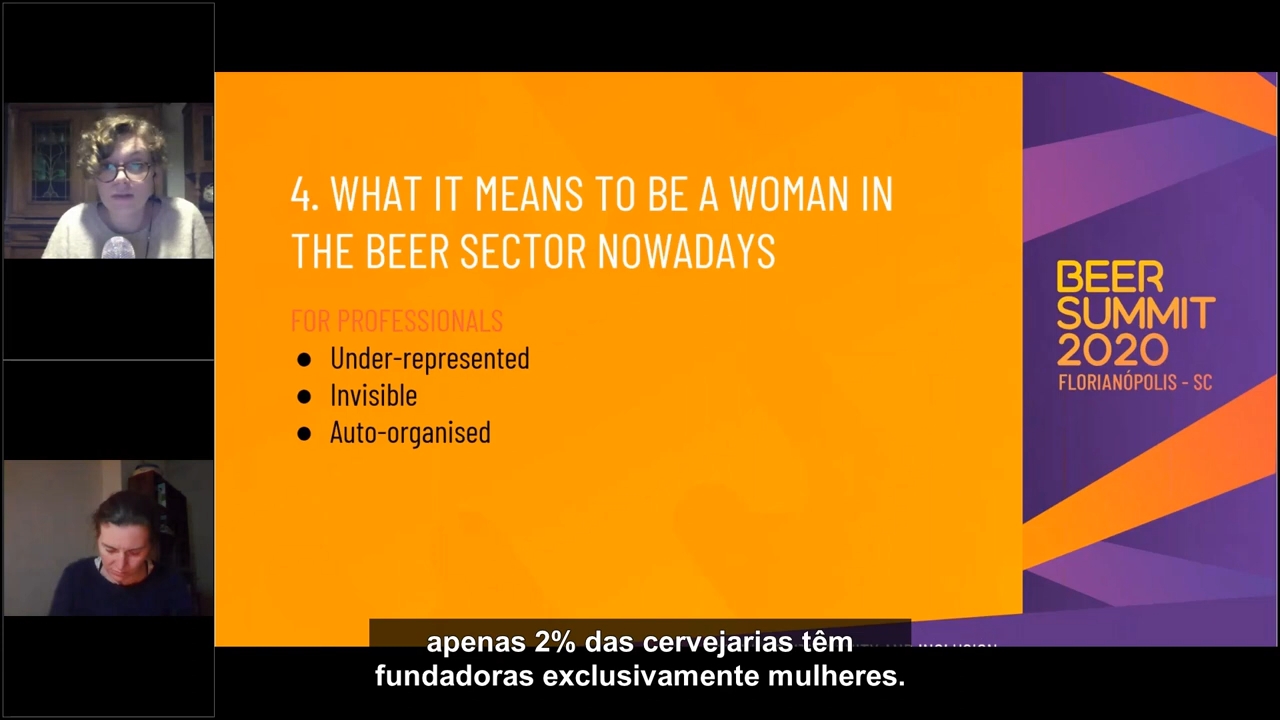 4. WHAT IT MEANS TO BE A WOMAN IN
THE BEER SECTOR NOWADAYS
FOR PROFESSIONALS
● Under-represented
● Invisible
● Auto-organised
BEER
SUMMIT
2020
FLORIANÓPOLIS - SC
apenas 2% das cervejarias têm
fundadoras exclusivamente mulheres.